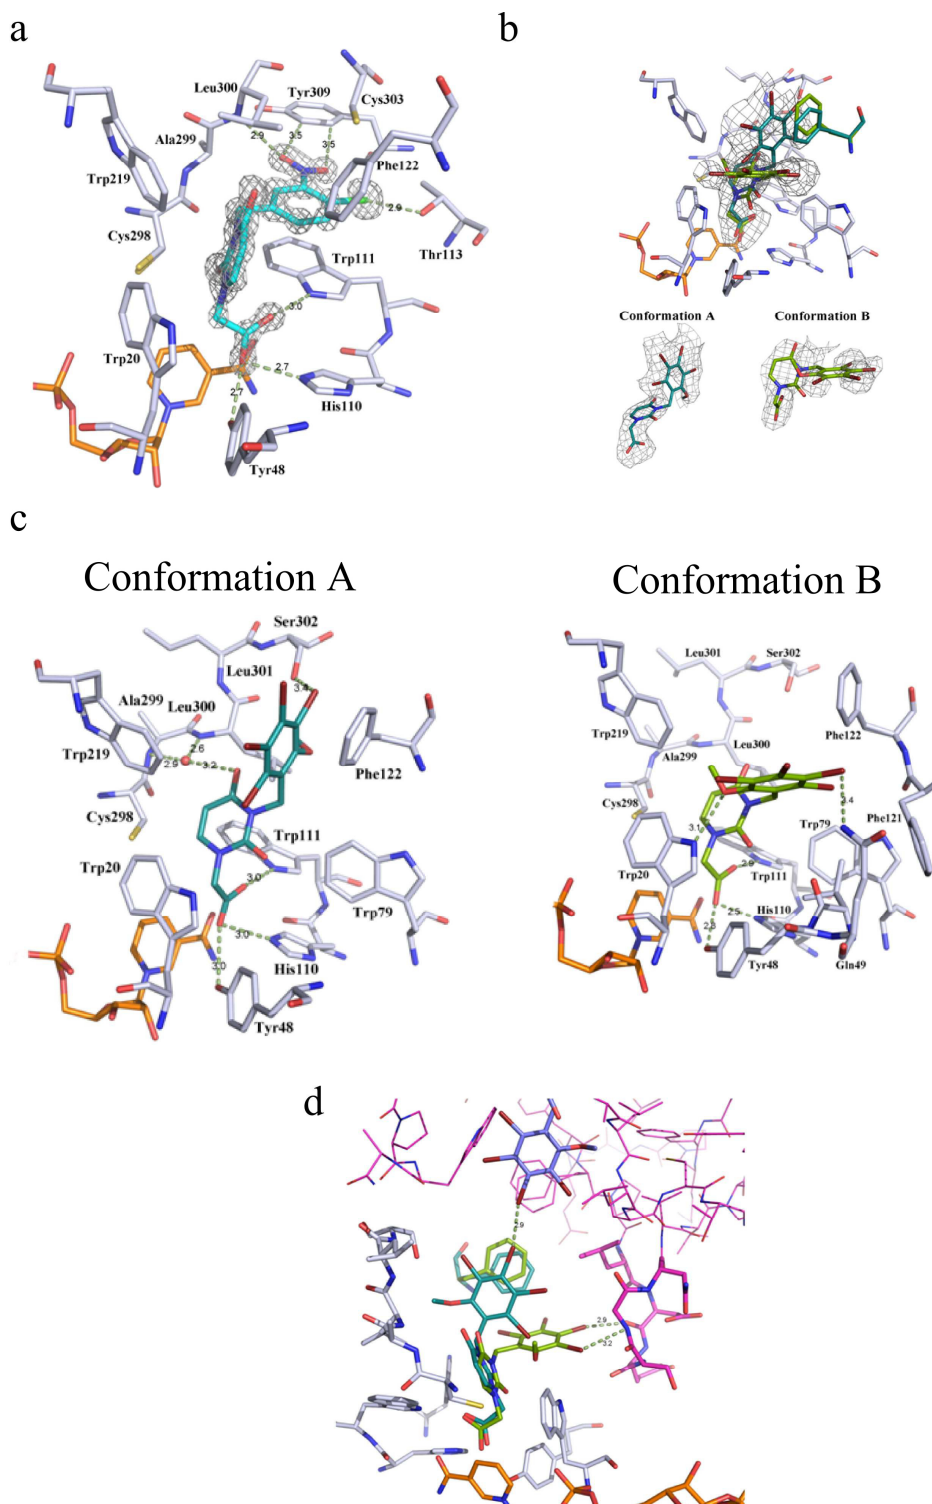 a
b
Leu300
Tyr309
Cys303
Ala299
2.9
3.5
3.5
Phe122
Trp219
2.9
Cys298
Trp111
Thr113
3.0
Trp20
2.7
His110
2.7
Tyr48
Conformation A
Conformation B
c
Conformation A
Conformation B
Ser302
Leu301
Ser302
Leu301
3.4
Ala299
Leu300
Trp219
Phe122
Leu300
Ala299
2.6
Trp219
2.9
3.2
Phe122
Cys298
Cys298
3.4
Trp111
Trp79
Phe121
3.1
Trp20
Trp20
2.9
Trp111
3.0
Trp79
2.5
His110
3.0
2.8
His110
3.0
Tyr48
Gln49
Tyr48
d
2.9
3.2